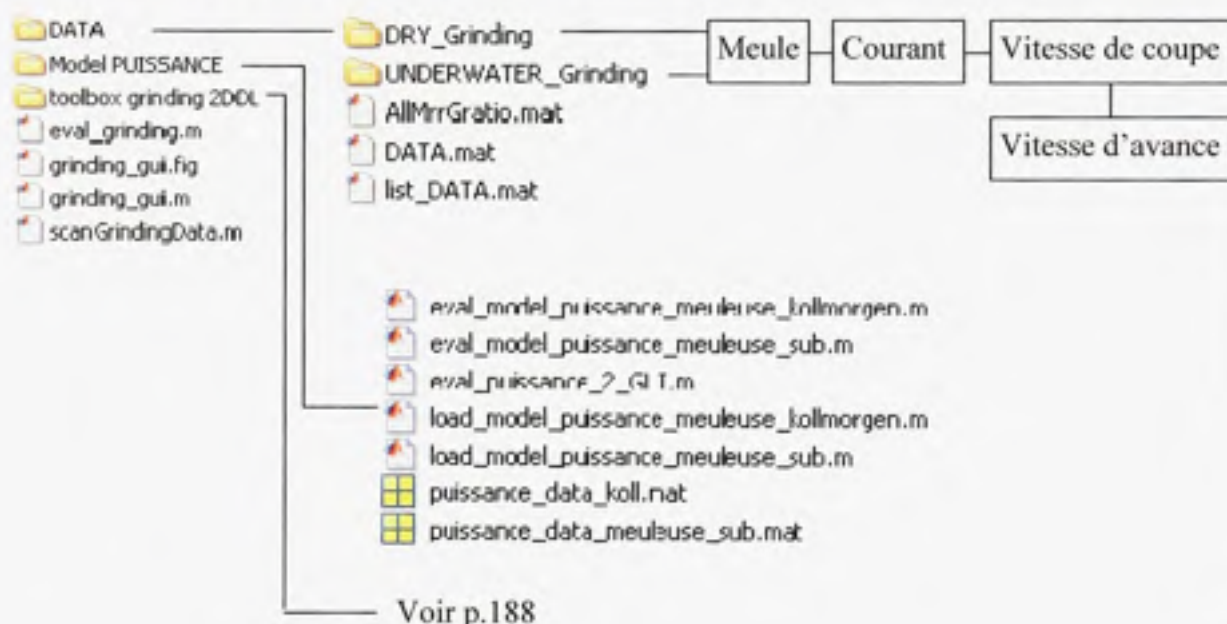 DATA
Model PUISSANCE
toolbox grinding 2DDL
eval_grinding.m
grinding_gui.fig
grinding_gui.m
scanGrindingData.m
DRY_Grinding
UNDERWATER_Grinding
AllMrrGratio.mat
DATA.mat
list_DATA.mat
Meule
Courant
Vitesse de coupe
Vitesse d'avance
eval_model_puissance_meuleuse_kollmorgen.m
eval_model_puissance_meuleuse_sub.m
eval_puissance_2_GLI.m
load_model_puissance_meuleuse_kollmorgen.m
load_model_puissance_meuleuse_sub.m
puissance_data_koll.mat
puissance_data_meuleuse_sub.mat
Voir p.188